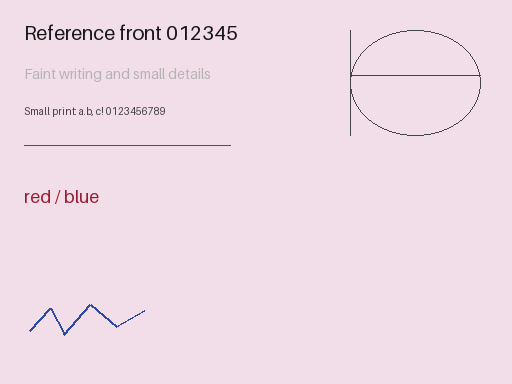 Reference front 012345
Faint writing and small details
Small print a.b, c! 0123456789
red / blue